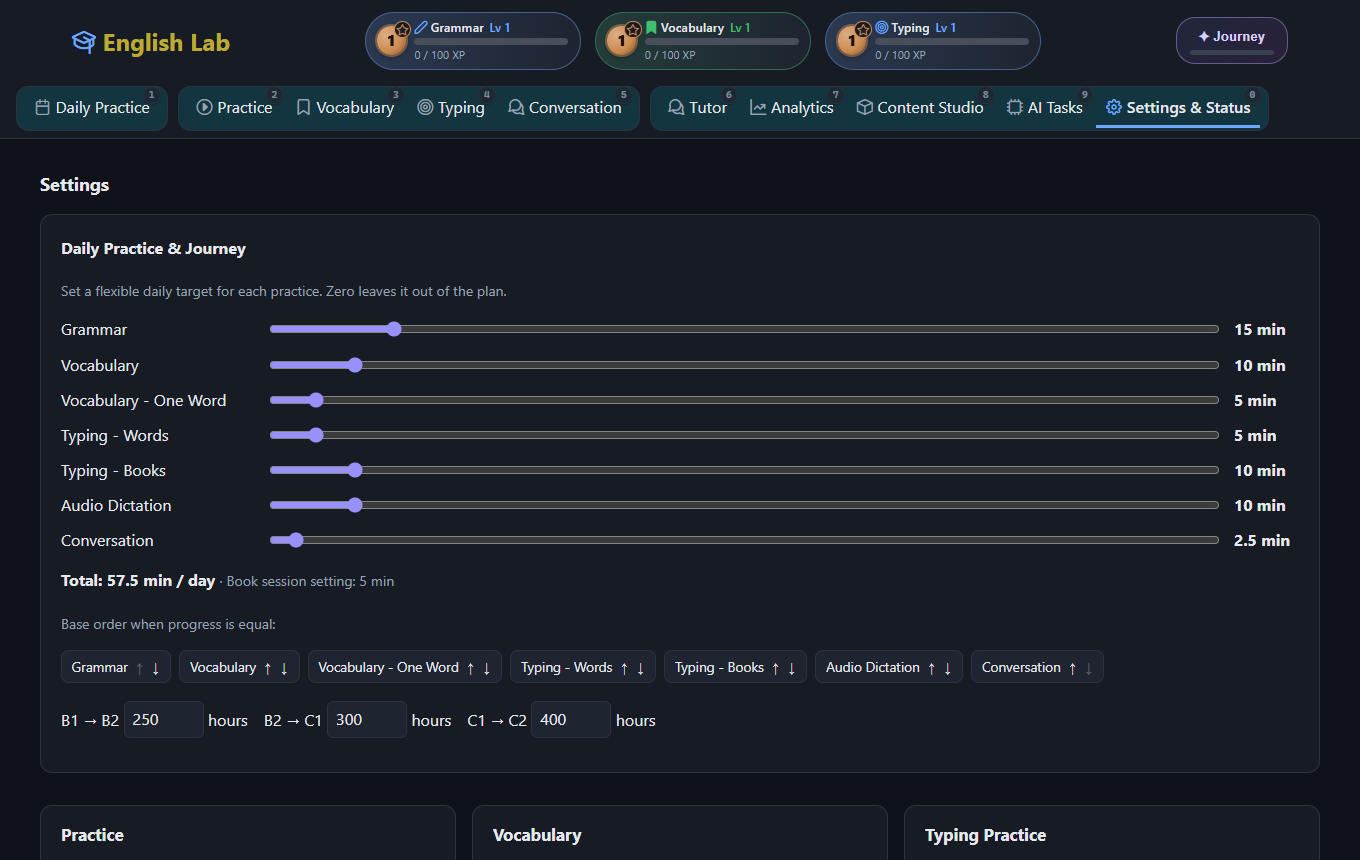 English Lab
1 Grammar Lv 1
0 / 100 XP
1 Vocabulary Lv 1
0 / 100 XP
1 Typing Lv 1
0 / 100 XP
✦ Journey
Daily Practice 1
Practice 2
Vocabulary 3
Typing 4
Conversation 5
Tutor 6
Analytics 7
Content Studio 8
AI Tasks 9
Settings & Status 0
Settings
Daily Practice & Journey
Set a flexible daily target for each practice. Zero leaves it out of the plan.
Grammar 15 min
Vocabulary 10 min
Vocabulary - One Word 5 min
Typing - Words 5 min
Typing - Books 10 min
Audio Dictation 10 min
Conversation 2.5 min
Total: 57.5 min / day · Book session setting: 5 min
Base order when progress is equal:
Grammar ↑ ↓ Vocabulary ↑ ↓ Vocabulary - One Word ↑ ↓ Typing - Words ↑ ↓ Typing - Books ↑ ↓ Audio Dictation ↑ ↓ Conversation ↑ ↓
B1 → B2 250 hours B2 → C1 300 hours C1 → C2 400 hours
Practice
Vocabulary
Typing Practice